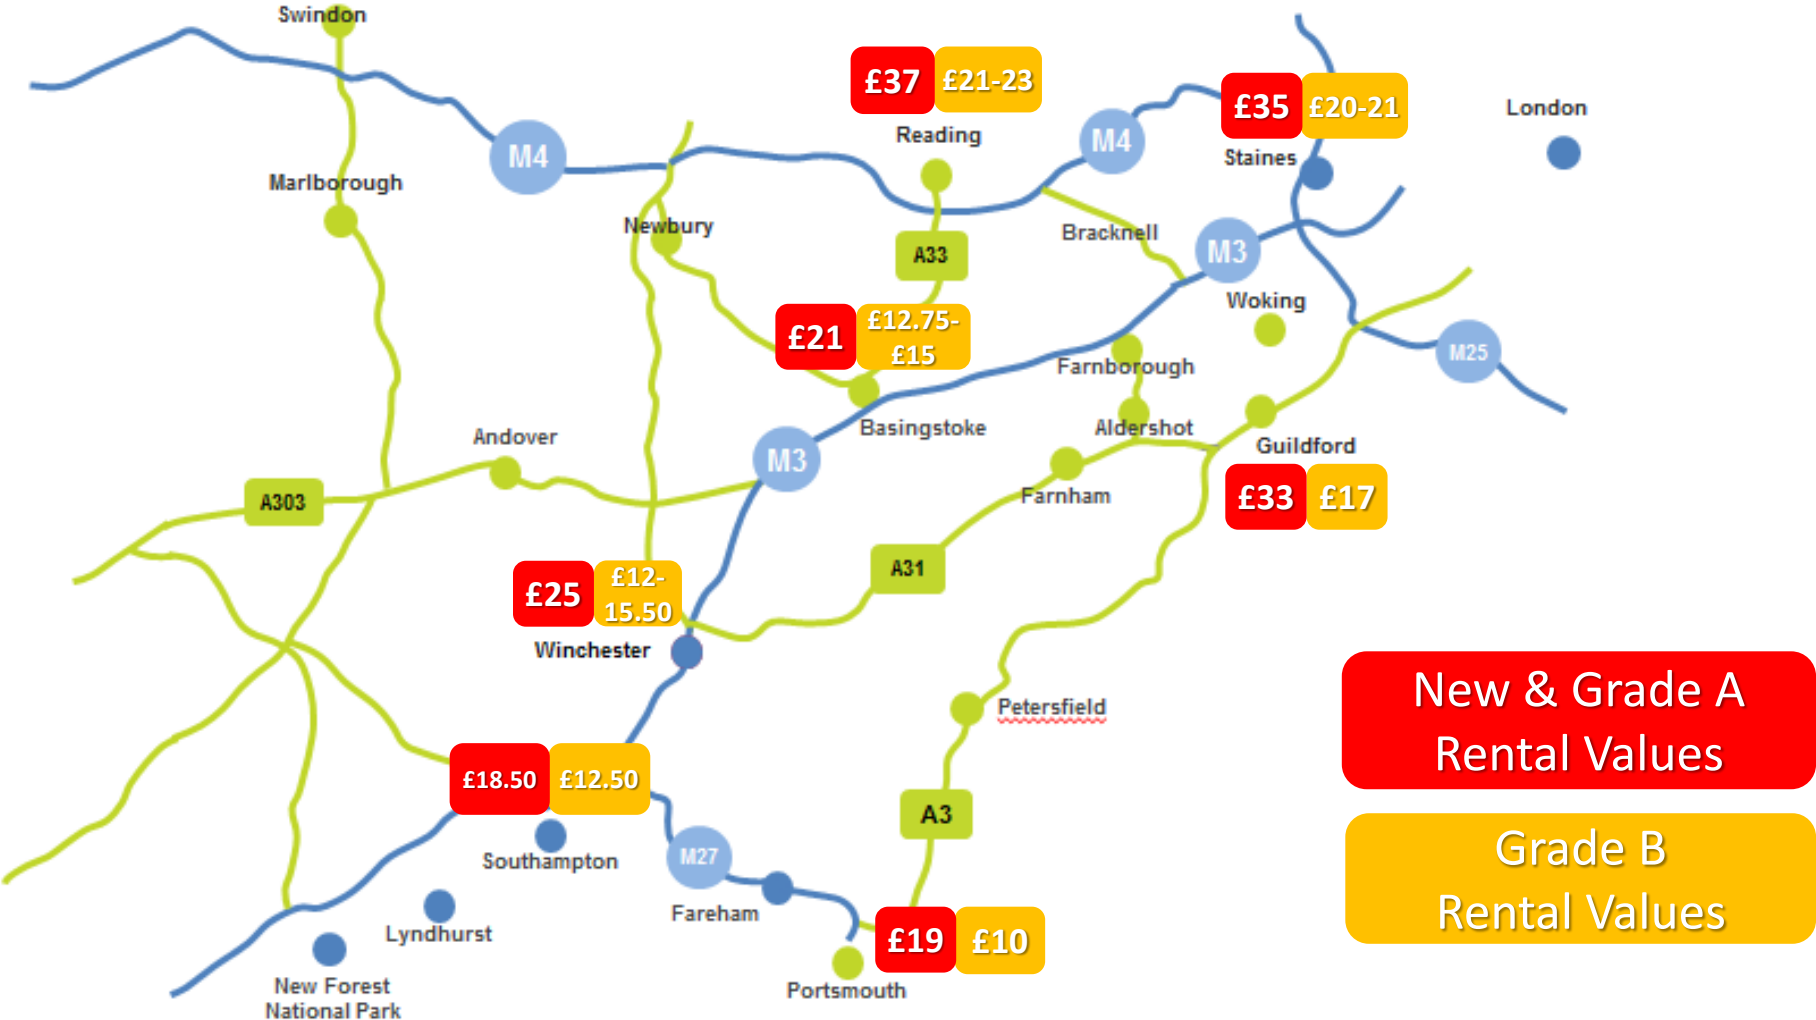 Swindon
£37
£21-23
£35
£20-21
London
M4
M4
Reading
Staines
Marlborough
Newbury
Bracknell
A33
M3
Woking
£21
£12.75-
£15
M25
Farnborough
Basingstoke
Aldershot
Andover
Guildford
M3
A303
Farnham
£33
£17
A31
£25
£12-
15.50
Winchester
New & Grade A
Rental Values
Petersfield
£18.50
£12.50
A3
Grade B
Rental Values
Southampton
M27
Fareham
Lyndhurst
£19
£10
New Forest
National Park
Portsmouth